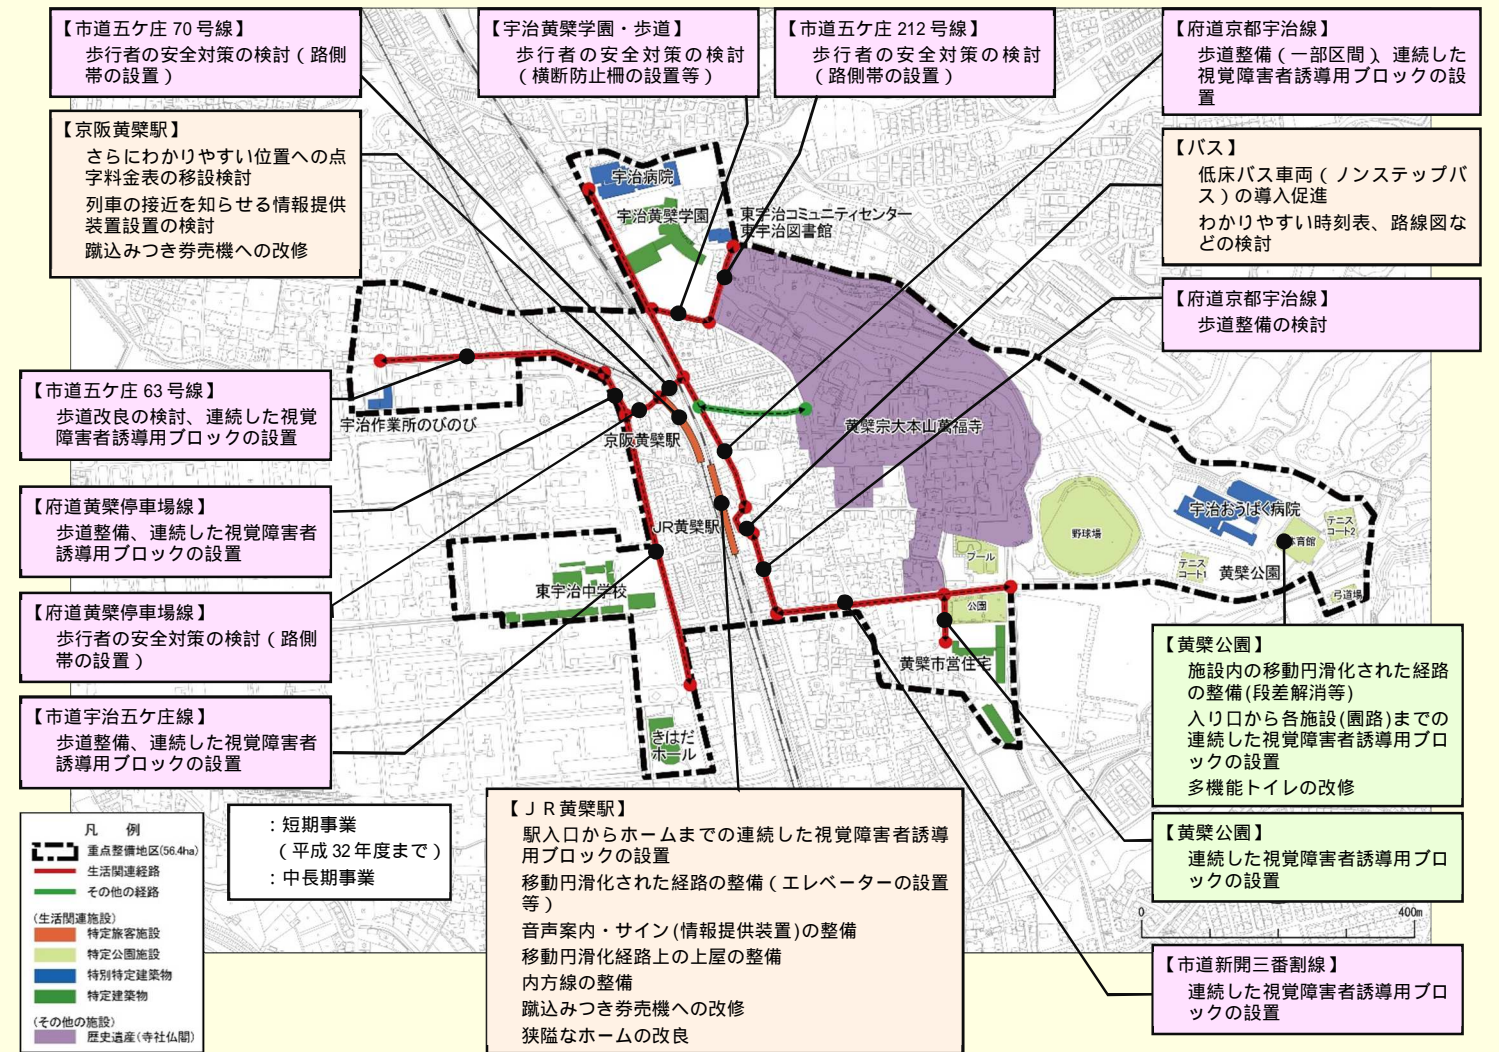 【市道五ケ庄 70 号線】
歩行者の安全対策の検討（路側
帯の設置）
【宇治黄檗学園・歩道】
歩行者の安全対策の検討
（横断防止柵の設置等）
【市道五ケ庄 212 号線】
歩行者の安全対策の検討
（路側帯の設置）
【府道京都宇治線】
歩道整備（一部区間）、連続した
視覚障害者誘導用ブロックの設
置
【京阪黄檗駅】
さらにわかりやすい位置への点
字料金表の移設検討
列車の接近を知らせる情報提供
装置設置の検討
蹴込みつき券売機への改修
【バス】
低床バス車両（ノンステップバ
ス）の導入促進
わかりやすい時刻表、路線図な
どの検討
【府道京都宇治線】
歩道整備の検討
宇治病院
宇治黄檗学園
東宇治コミュニティセンター
東宇治図書館
【市道五ケ庄 63 号線】
歩道改良の検討、連続した視覚
障害者誘導用ブロックの設置
宇治作業所のびのび
京阪黄檗駅
黄檗宗大本山萬福寺
【府道黄檗停車場線】
歩道整備、連続した視覚障害者
誘導用ブロックの設置
JR黄檗駅
野球場
プール
宇治おうばく病院
テニス
コート2
体育館
テニス
コート1
黄檗公園
弓道場
東宇治中学校
公園
黄檗市営住宅
【府道黄檗停車場線】
歩行者の安全対策の検討（路側
帯の設置）
【市道宇治五ケ庄線】
歩道整備、連続した視覚障害者
誘導用ブロックの設置
きはだ
ホール
【黄檗公園】
施設内の移動円滑化された経路
の整備(段差解消等)
入り口から各施設(園路)までの
連続した視覚障害者誘導用ブロ
ックの設置
多機能トイレの改修
【黄檗公園】
連続した視覚障害者誘導用ブロ
ックの設置
0
400m
【市道新開三番割線】
連続した視覚障害者誘導用ブロ
ックの設置
【ＪＲ黄檗駅】
駅入口からホームまでの連続した視覚障害者誘導
用ブロックの設置
移動円滑化された経路の整備（エレベーターの設置
等）
音声案内・サイン(情報提供装置)の整備
移動円滑化経路上の上屋の整備
内方線の整備
蹴込みつき券売機への改修
狭隘なホームの改良
：短期事業
（平成 32 年度まで）
：中長期事業
凡 例
重点整備地区(56.4ha)
生活関連経路
その他の経路
(生活関連施設)
特定旅客施設
特定公園施設
特別特定建築物
特定建築物
(その他の施設)
歴史遺産(寺社仏閣)